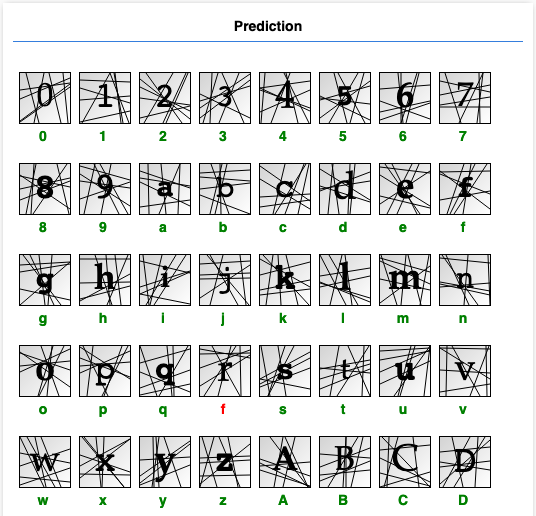 Prediction
0 1 2 3 4 5 6 7
0 1 2 3 4 5 6 7
8 9 a b c d e f
8 9 a b c d e f
g h i j k l m n
g h i j k l m n
o p q r s t u v
o p q f s t u v
w x y z A B C D
w x y z A B C D